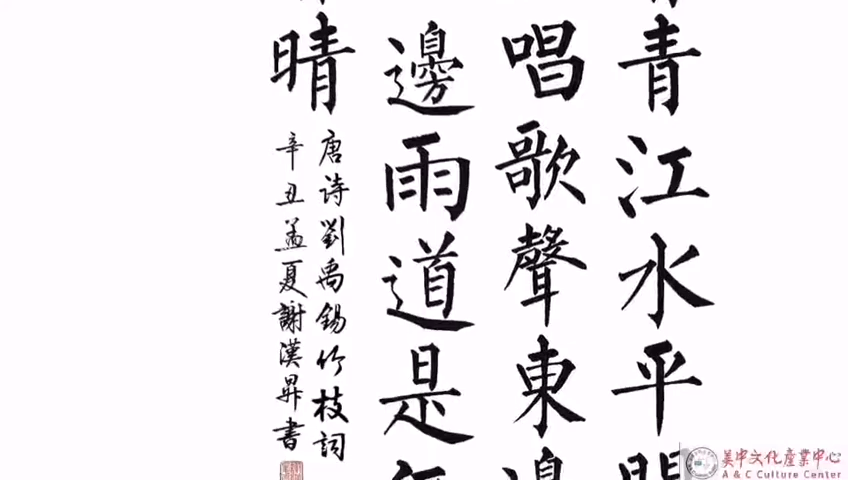 青江水平
唱歌聲東邊
邊雨道是
晴
唐詩劉禹錫竹枝詞
辛丑孟夏謝漢昇書
美中文化產業中心
A & C Culture Center